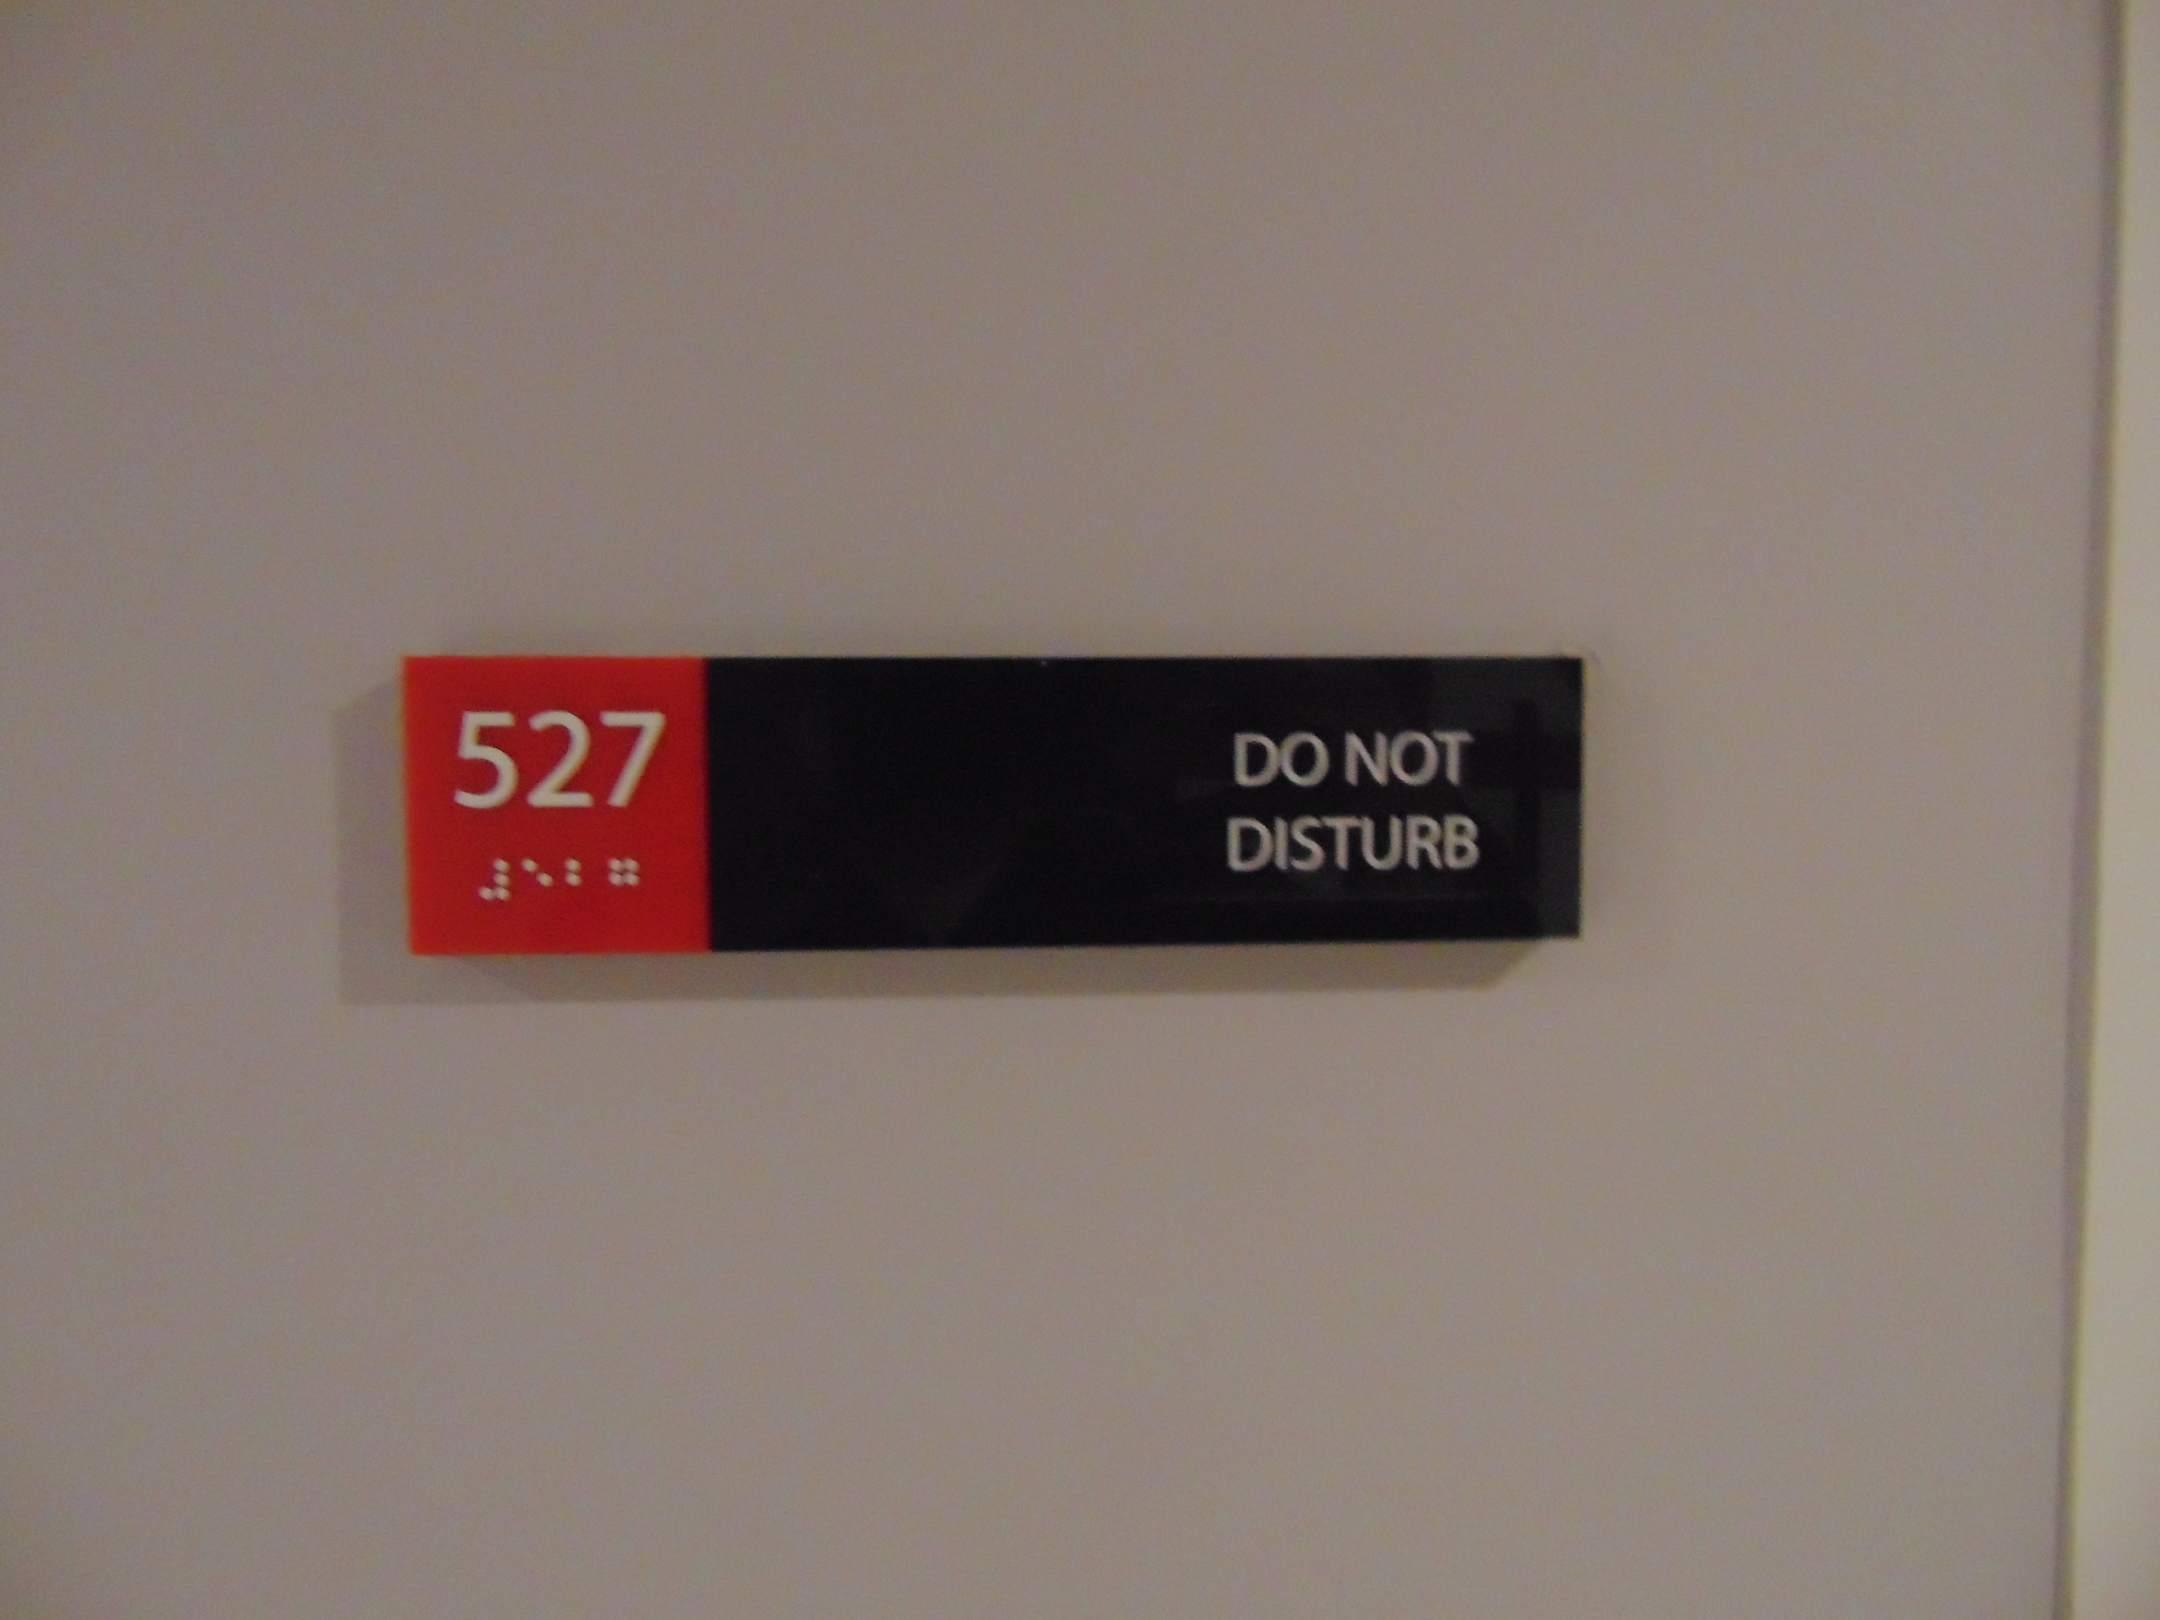 527
⠼⠑⠃⠛
DO NOT
DISTURB